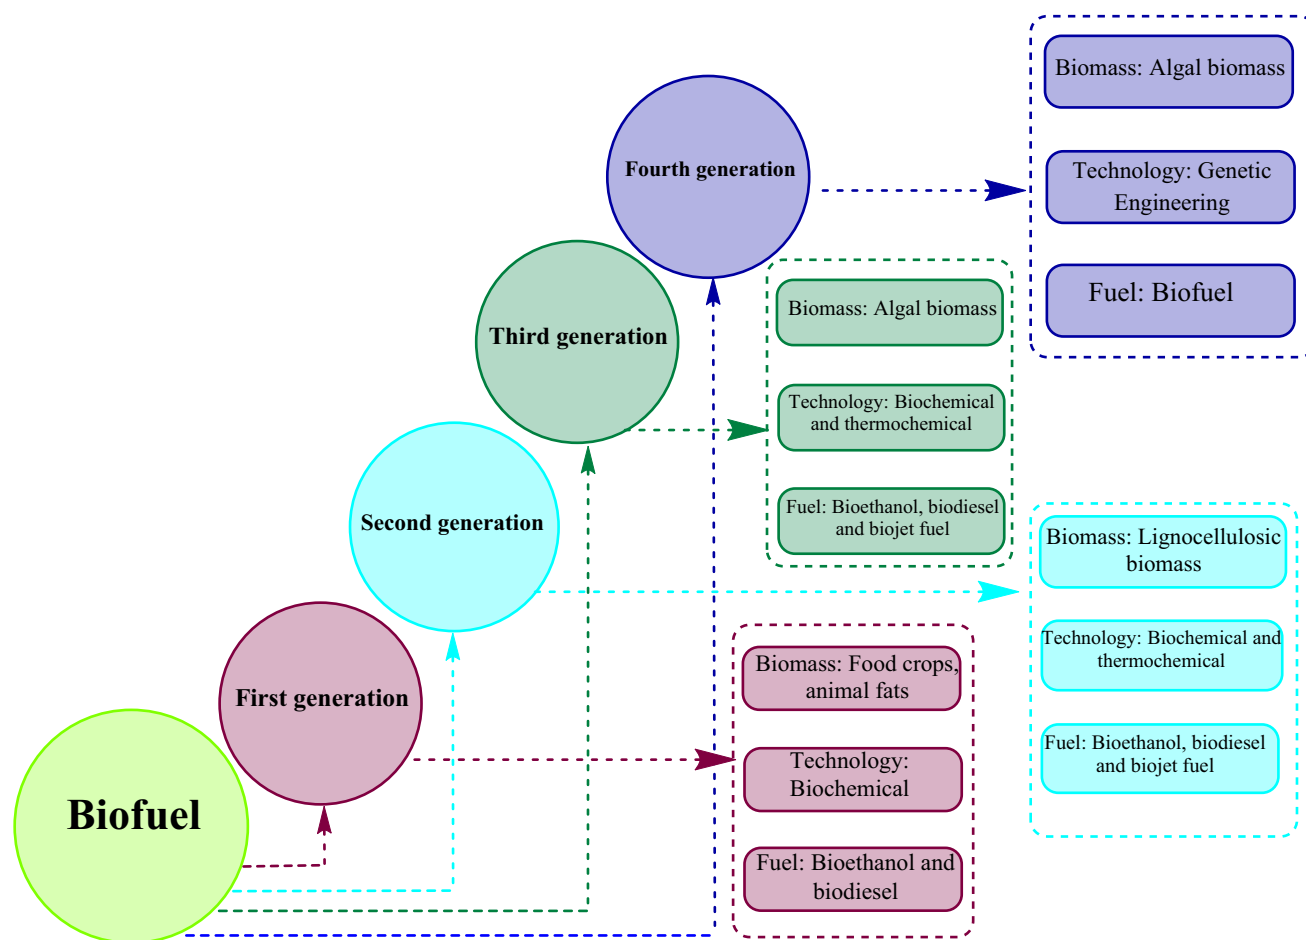 Biomass: Algal biomass
Fourth generation
Technology: Genetic
Engineering
Fuel: Biofuel
Third generation
Biomass: Algal biomass
Technology: Biochemical
and thermochemical
Fuel: Bioethanol, biodiesel
and biojet fuel
Second generation
Biomass: Lignocellulosic
biomass
Technology: Biochemical and
thermochemical
Fuel: Bioethanol, biodiesel
and biojet fuel
First generation
Biomass: Food crops,
animal fats
Technology:
Biochemical
Fuel: Bioethanol and
biodiesel
Biofuel